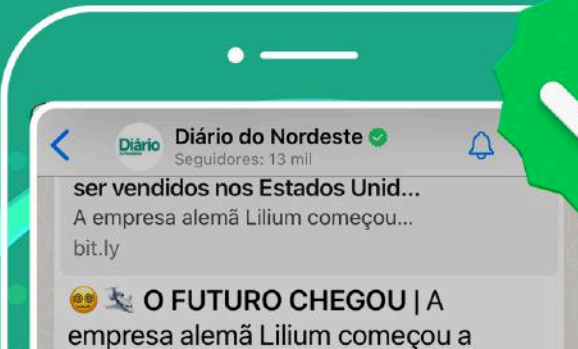 Diário
Diário do Nordeste
Seguidores: 13 mil
ser vendidos nos Estados Unid...
A empresa alemã Lilium começou...
bit.ly
O FUTURO CHEGOU | A
empresa alemã Lilium começou a